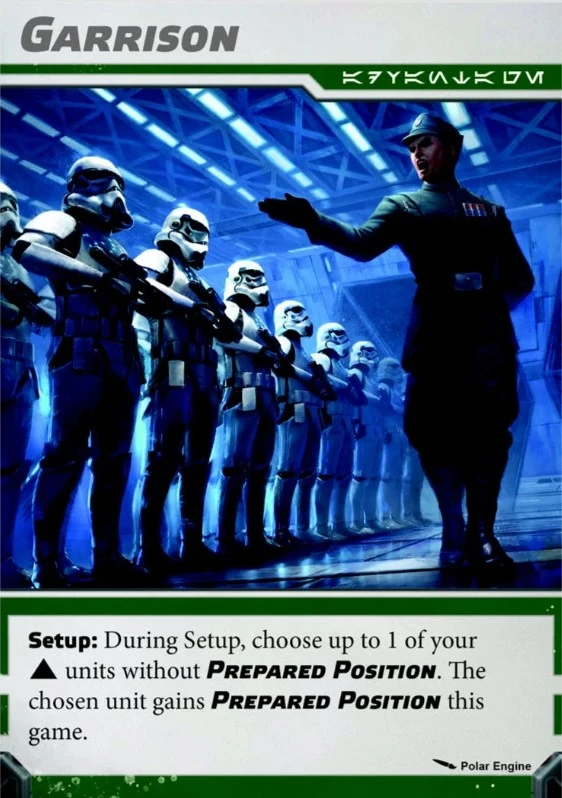 Garrison
Setup: During Setup, choose up to 1 of your
▲ units without Prepared Position. The
chosen unit gains Prepared Position this
game.
Polar Engine